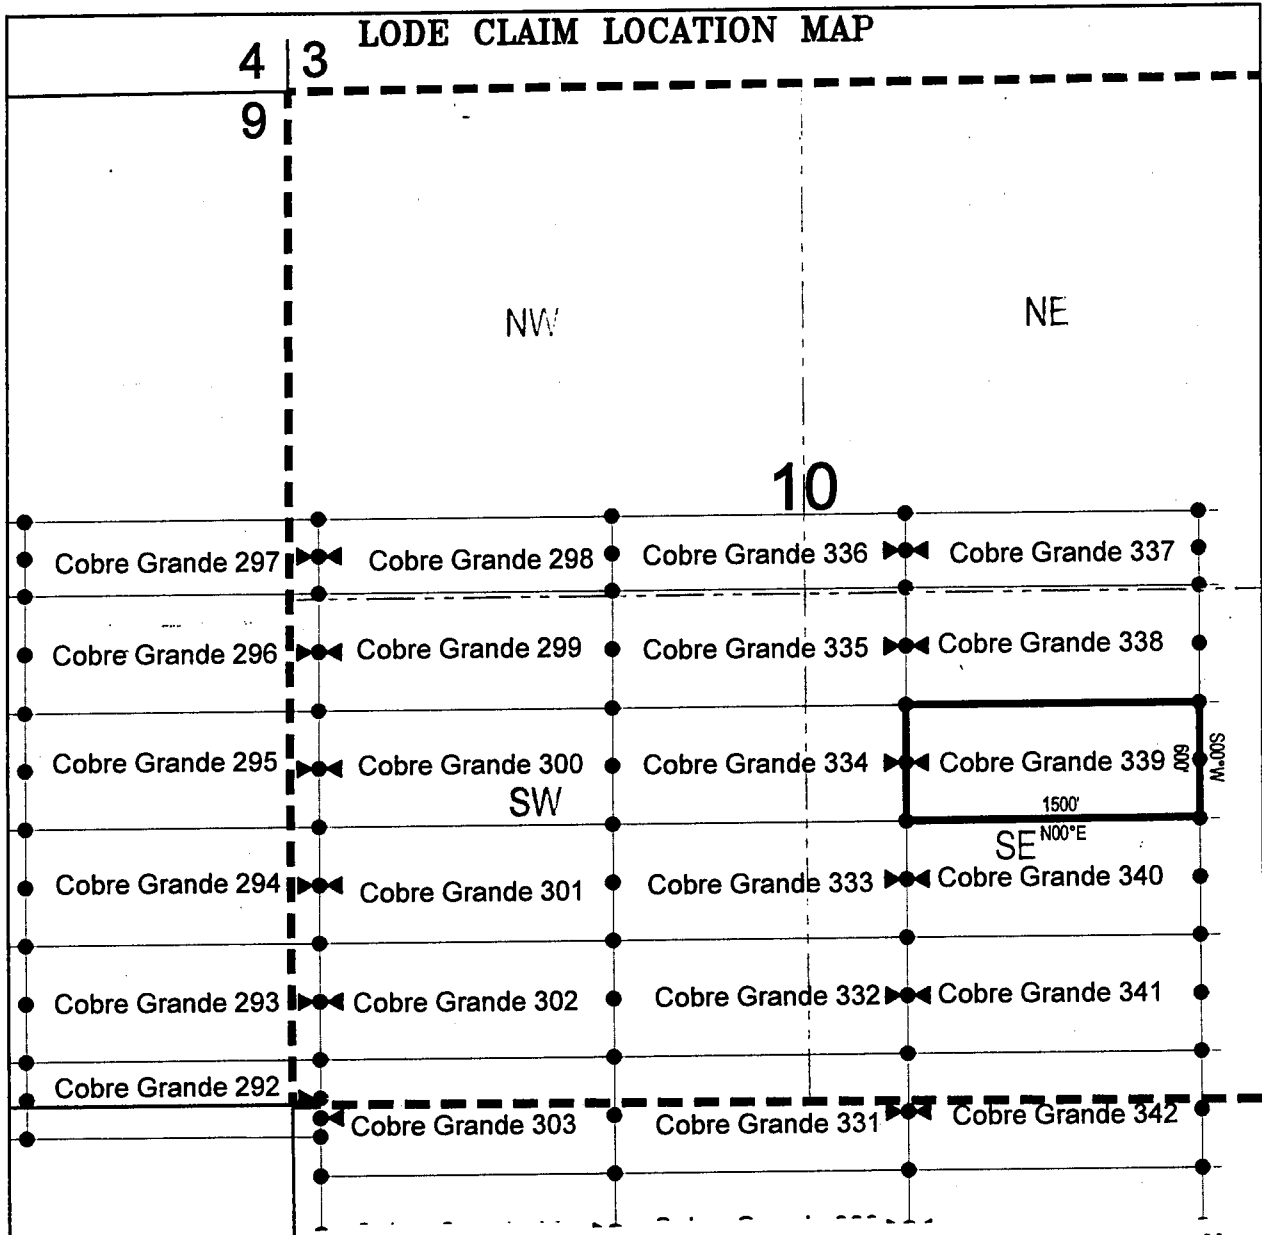 LODE CLAIM LOCATION MAP
4 3
9
NW NE
10
Cobre Grande 297 Cobre Grande 298 Cobre Grande 336 Cobre Grande 337
Cobre Grande 296 Cobre Grande 299 Cobre Grande 335 Cobre Grande 338
Cobre Grande 295 Cobre Grande 300 Cobre Grande 334 Cobre Grande 339 600' S00°W
SW
1500'
SE N00°E
Cobre Grande 294 Cobre Grande 301 Cobre Grande 333 Cobre Grande 340
Cobre Grande 293 Cobre Grande 302 Cobre Grande 332 Cobre Grande 341
Cobre Grande 292
Cobre Grande 303 Cobre Grande 331 Cobre Grande 342